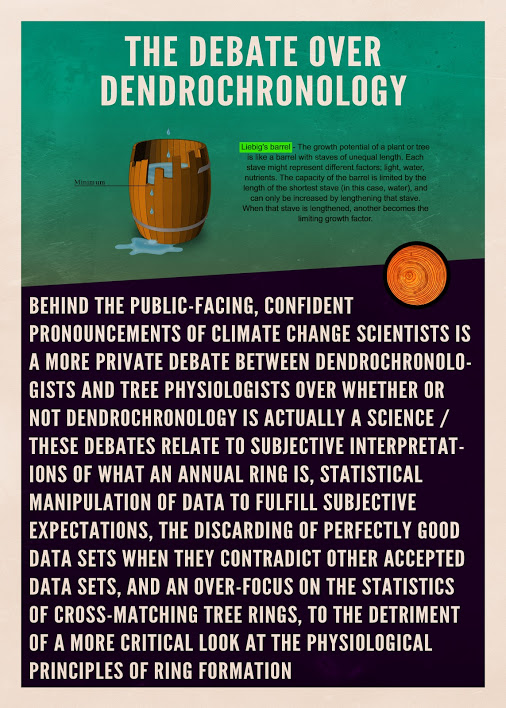 THE DEBATE OVER
DENDROCHRONOLOGY
Liebig's barrel - The growth potential of a plant or tree
is like a barrel with staves of unequal length. Each
stave might represent different factors; light, water,
nutrients. The capacity of the barrel is limited by the
length of the shortest stave (in this case, water), and
can only be increased by lengthening that stave.
When that stave is lengthened, another becomes the
limiting growth factor.
Minimum
BEHIND THE PUBLIC-FACING, CONFIDENT
PRONOUNCEMENTS OF CLIMATE CHANGE SCIENTISTS IS
A MORE PRIVATE DEBATE BETWEEN DENDROCHRONOLO-
GISTS AND TREE PHYSIOLOGISTS OVER WHETHER OR
NOT DENDROCHRONOLOGY IS ACTUALLY A SCIENCE /
THESE DEBATES RELATE TO SUBJECTIVE INTERPRETAT-
IONS OF WHAT AN ANNUAL RING IS, STATISTICAL
MANIPULATION OF DATA TO FULFILL SUBJECTIVE
EXPECTATIONS, THE DISCARDING OF PERFECTLY GOOD
DATA SETS WHEN THEY CONTRADICT OTHER ACCEPTED
DATA SETS, AND AN OVER-FOCUS ON THE STATISTICS
OF CROSS-MATCHING TREE RINGS, TO THE DETRIMENT
OF A MORE CRITICAL LOOK AT THE PHYSIOLOGICAL
PRINCIPLES OF RING FORMATION